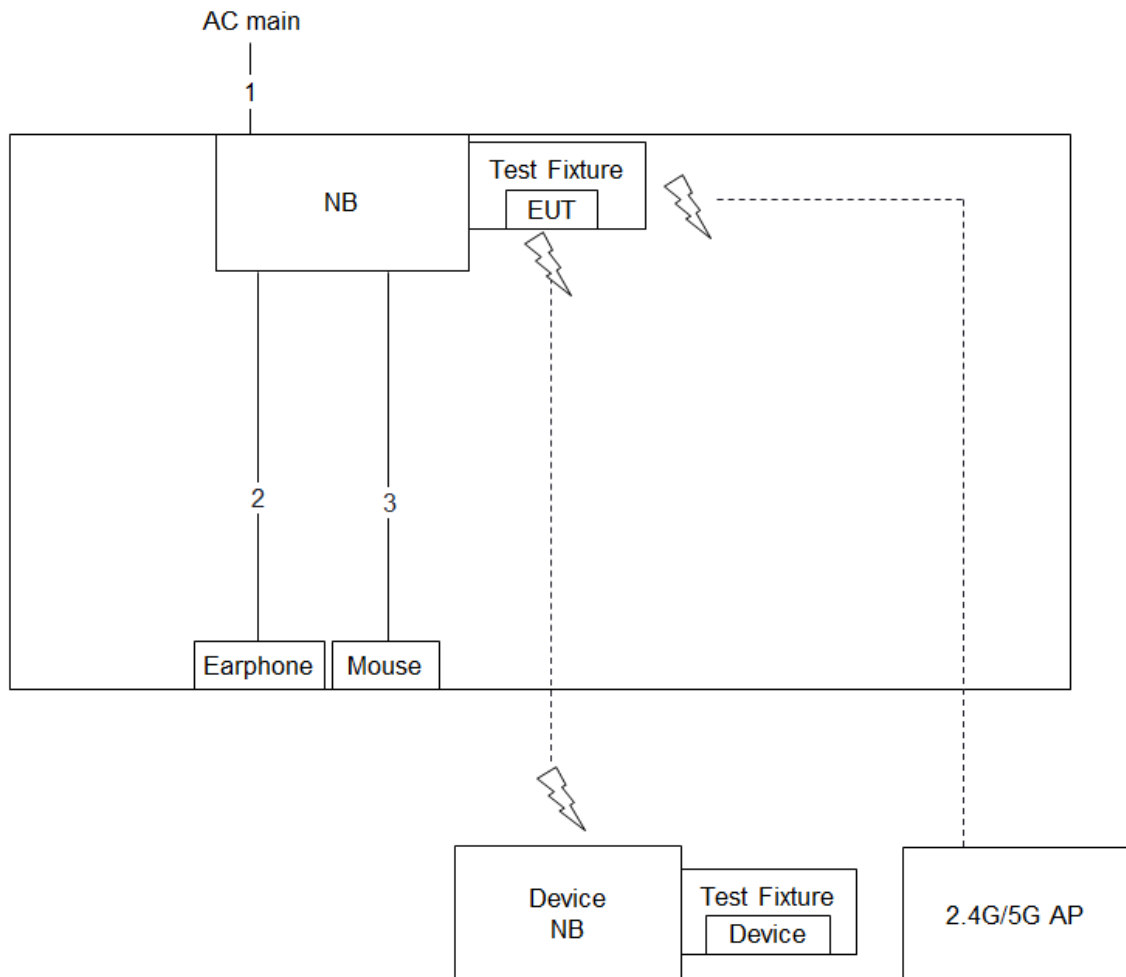 AC main
1
NB
Test Fixture
EUT
2
3
Earphone
Mouse
Device
NB
Test Fixture
Device
2.4G/5G AP